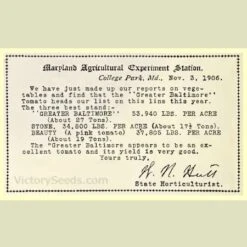 Maryland Agricultural Experiment Station.
College Park, Md., Nov. 3, 1906.
We have just made up our reports on vege-
tables and find that the "Greater Baltimore"
Tomato heads our list on this line this year.
The three best stand:-
"GREATER BALTIMORE" 53,940 LBS. PER ACRE
(About 27 Tons).
STONE, 34,800 LBS. PER ACRE (About 17½ Tons).
BEAUTY (A pink tomato) 37,805 LBS. PER ACRE
(About 19 Tons).
The "Greater Baltimore appears to be an ex-
cellent tomato and its yield is very good.
Yours truly,
W. N. Hutt
State Horticulturist.
VictorySeeds.com®